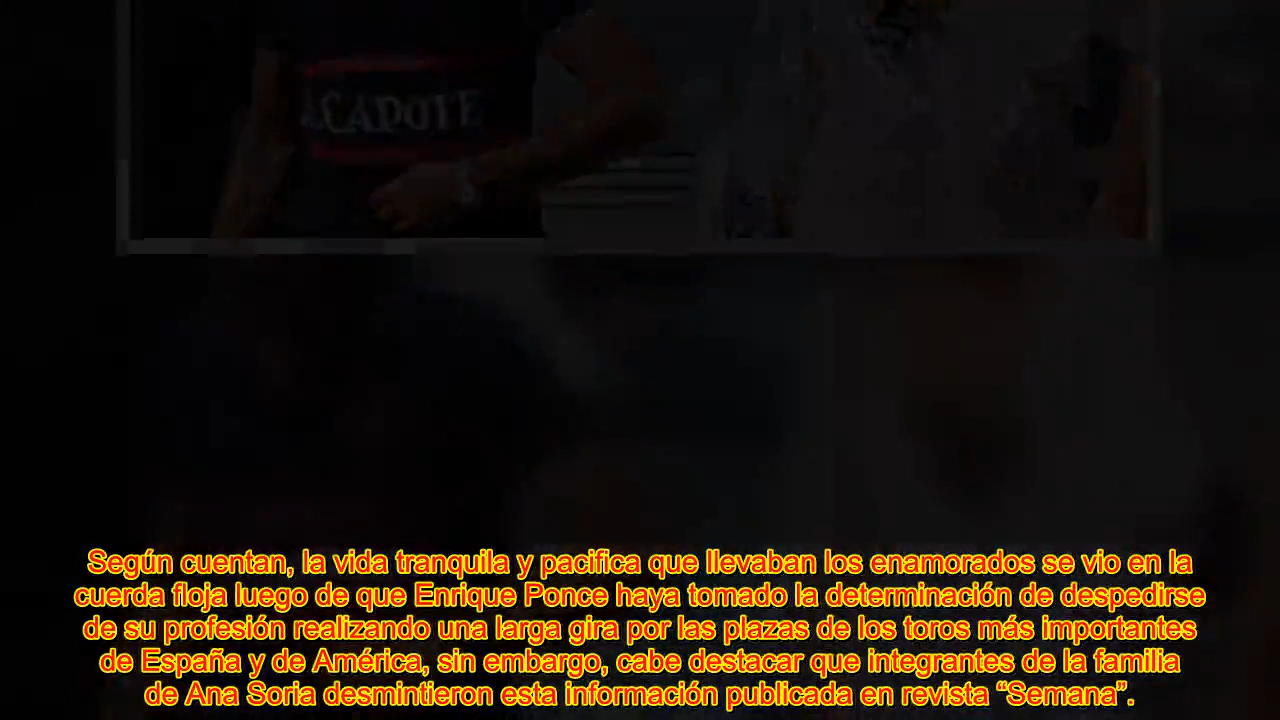 CAPOTE
Según cuentan, la vida tranquila y pacifica que llevaban los enamorados se vio en la
cuerda floja luego de que Enrique Ponce haya tomado la determinación de despedirse
de su profesión realizando una larga gira por las plazas de los toros más importantes
de España y de América, sin embargo, cabe destacar que integrantes de la familia
de Ana Soria desmintieron esta información publicada en revista “Semana”.